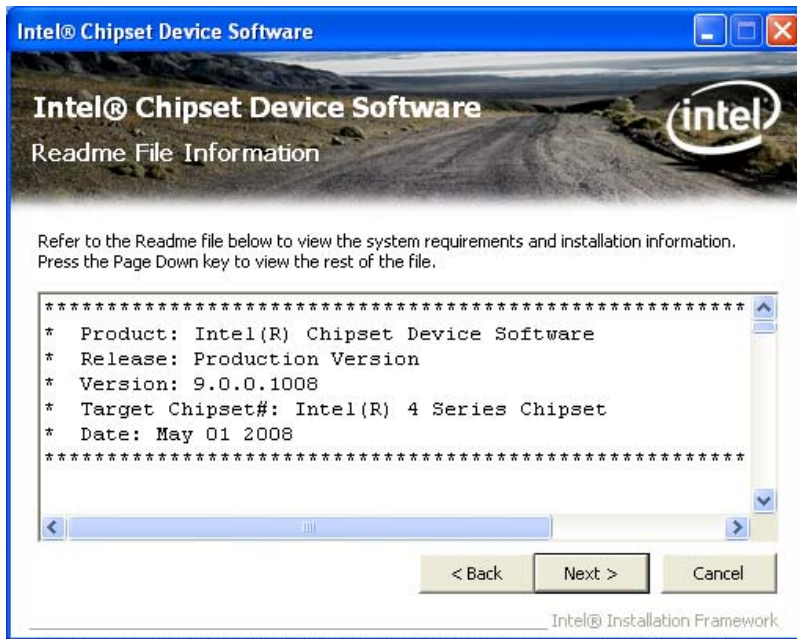 Intel® Chipset Device Software
Intel® Chipset Device Software
intel
Readme File Information
Refer to the Readme file below to view the system requirements and installation information.
Press the Page Down key to view the rest of the file.
********************************************************
*  Product: Intel(R) Chipset Device Software
*  Release: Production Version
*  Version: 9.0.0.1008
*  Target Chipset#: Intel(R) 4 Series Chipset
*  Date: May 01 2008
********************************************************
< Back Next > Cancel
Intel® Installation Framework